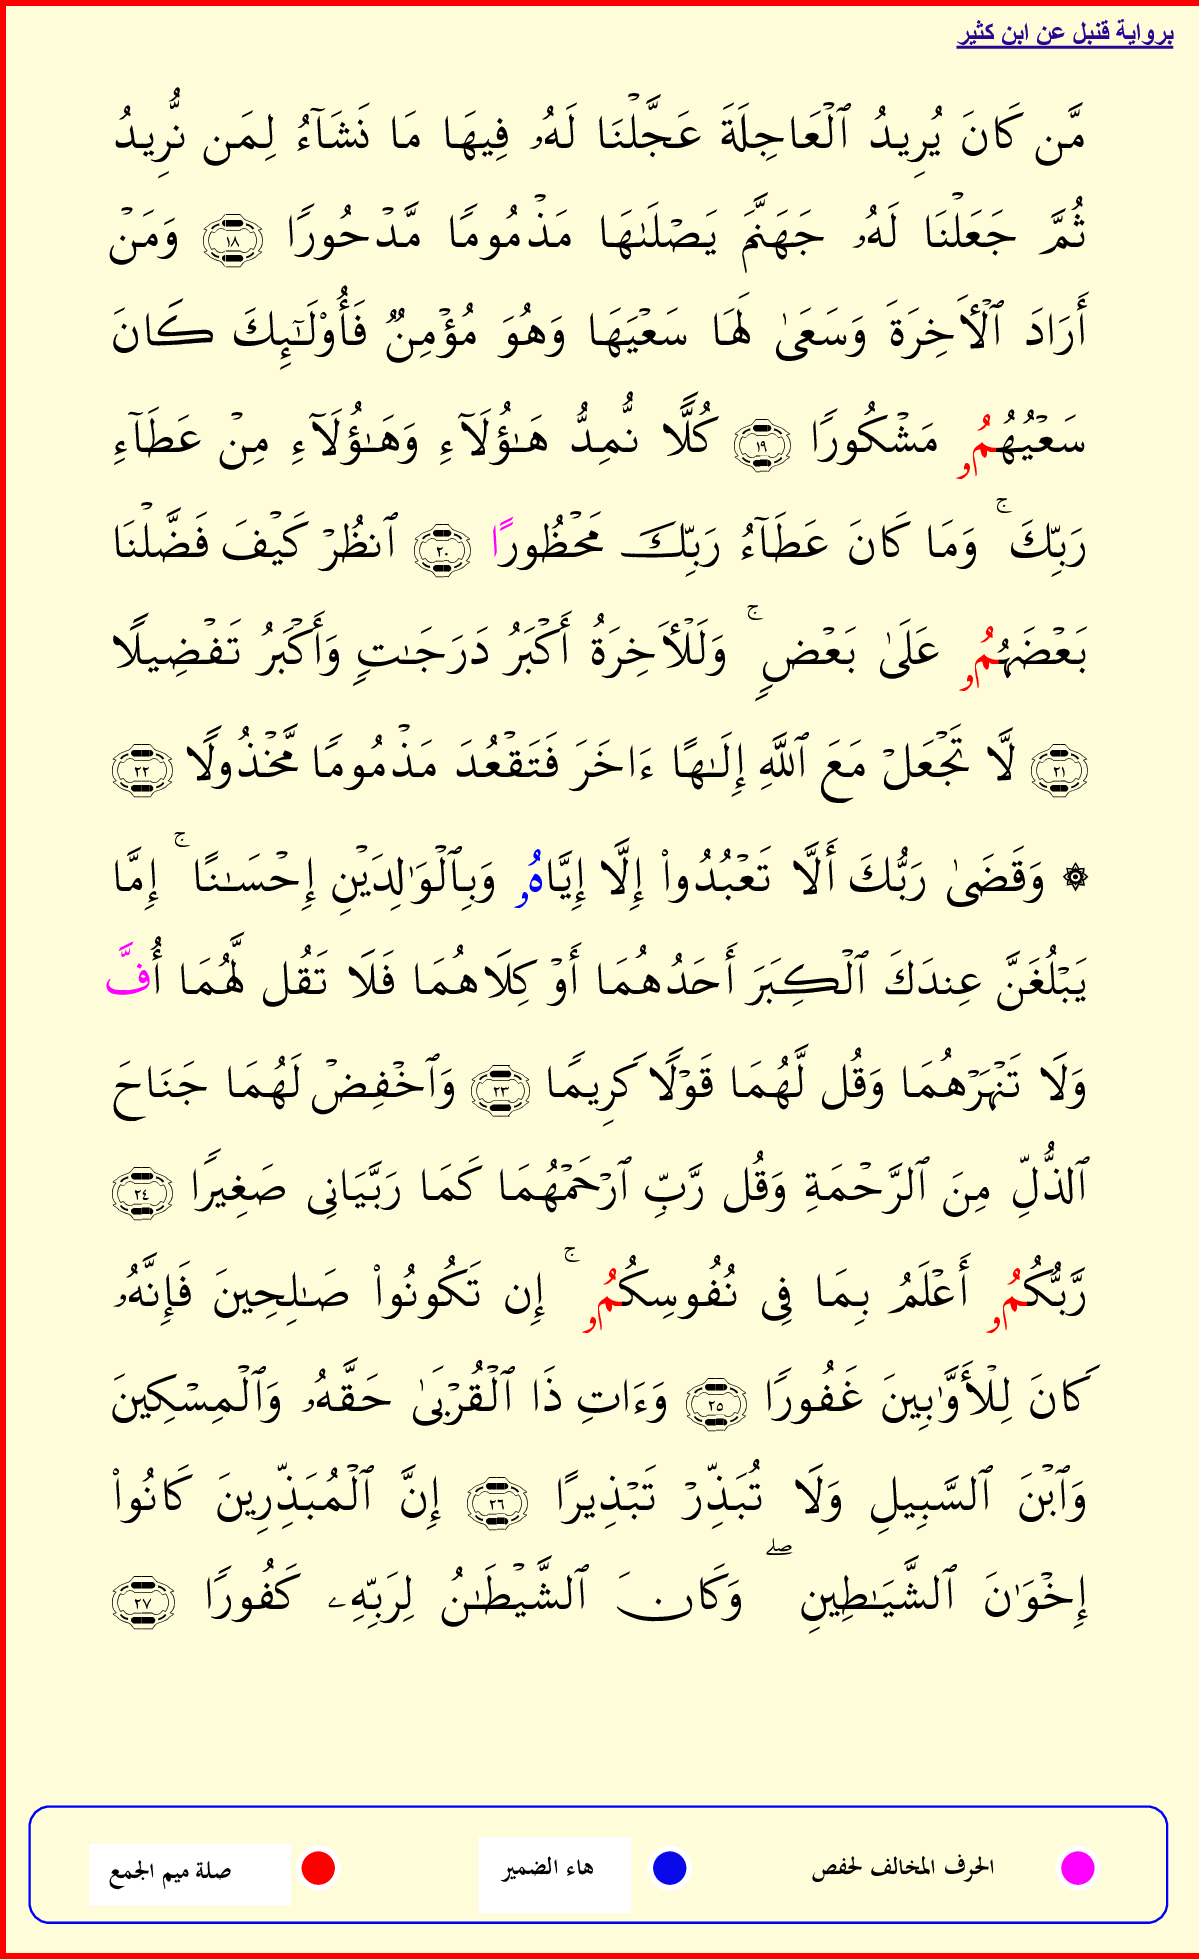 برواية قنبل عن ابن كثير
مَّن كَانَ يُرِيدُ ٱلْعَاجِلَةَ عَجَّلْنَا لَهُۥ فِيهَا مَا نَشَآءُ لِمَن نُّرِيدُ
ثُمَّ جَعَلْنَا لَهُۥ جَهَنَّمَ يَصْلَىٰهَا مَذْمُومًا مَّدْحُورًا ١٨ وَمَنْ
أَرَادَ ٱلْأَخِرَةَ وَسَعَىٰ لَهَا سَعْيَهَا وَهُوَ مُؤْمِنٌ فَأُوْلَـٰٓئِكَ كَانَ
سَعْيُهُمُۥ مَشْكُورًا ١٩ كُلًّا نُّمِدُّ هَـٰؤُلَآءِ وَهَـٰؤُلَآءِ مِنْ عَطَآءِ
رَبِّكَ ۚ وَمَا كَانَ عَطَآءُ رَبِّكَ مَحْظُورًا ٢٠ ٱنظُرْ كَيْفَ فَضَّلْنَا
بَعْضَهُمُۥ عَلَىٰ بَعْضٍ ۚ وَلَلْأَخِرَةُ أَكْبَرُ دَرَجَـٰتٍ وَأَكْبَرُ تَفْضِيلًا
٢١ لَّا تَجْعَلْ مَعَ ٱللَّهِ إِلَـٰهًا ءَاخَرَ فَتَقْعُدَ مَذْمُومًا مَّخْذُولًا ٢٢
۞ وَقَضَىٰ رَبُّكَ أَلَّا تَعْبُدُواْ إِلَّا إِيَّاهُۥ وَبِٱلْوَٰلِدَيْنِ إِحْسَـٰنًا ۚ إِمَّا
يَبْلُغَنَّ عِندَكَ ٱلْكِبَرَ أَحَدُهُمَا أَوْ كِلَاهُمَا فَلَا تَقُل لَّهُمَا أُفَّ
وَلَا تَنْهَرْهُمَا وَقُل لَّهُمَا قَوْلًا كَرِيمًا ٢٣ وَٱخْفِضْ لَهُمَا جَنَاحَ
ٱلذُّلِّ مِنَ ٱلرَّحْمَةِ وَقُل رَّبِّ ٱرْحَمْهُمَا كَمَا رَبَّيَانِى صَغِيرًا ٢٤
رَّبُّكُمُۥ أَعْلَمُ بِمَا فِى نُفُوسِكُمُۥ ۚ إِن تَكُونُواْ صَـٰلِحِينَ فَإِنَّهُۥ
كَانَ لِلْأَوَّٰبِينَ غَفُورًا ٢٥ وَءَاتِ ذَا ٱلْقُرْبَىٰ حَقَّهُۥ وَٱلْمِسْكِينَ
وَٱبْنَ ٱلسَّبِيلِ وَلَا تُبَذِّرْ تَبْذِيرًا ٢٦ إِنَّ ٱلْمُبَذِّرِينَ كَانُواْ
إِخْوَٰنَ ٱلشَّيَـٰطِينِ ۖ وَكَانَ ٱلشَّيْطَـٰنُ لِرَبِّهِۦ كَفُورًا ٢٧
الحرف المخالف لحفص هاء الضمير صلة ميم الجمع